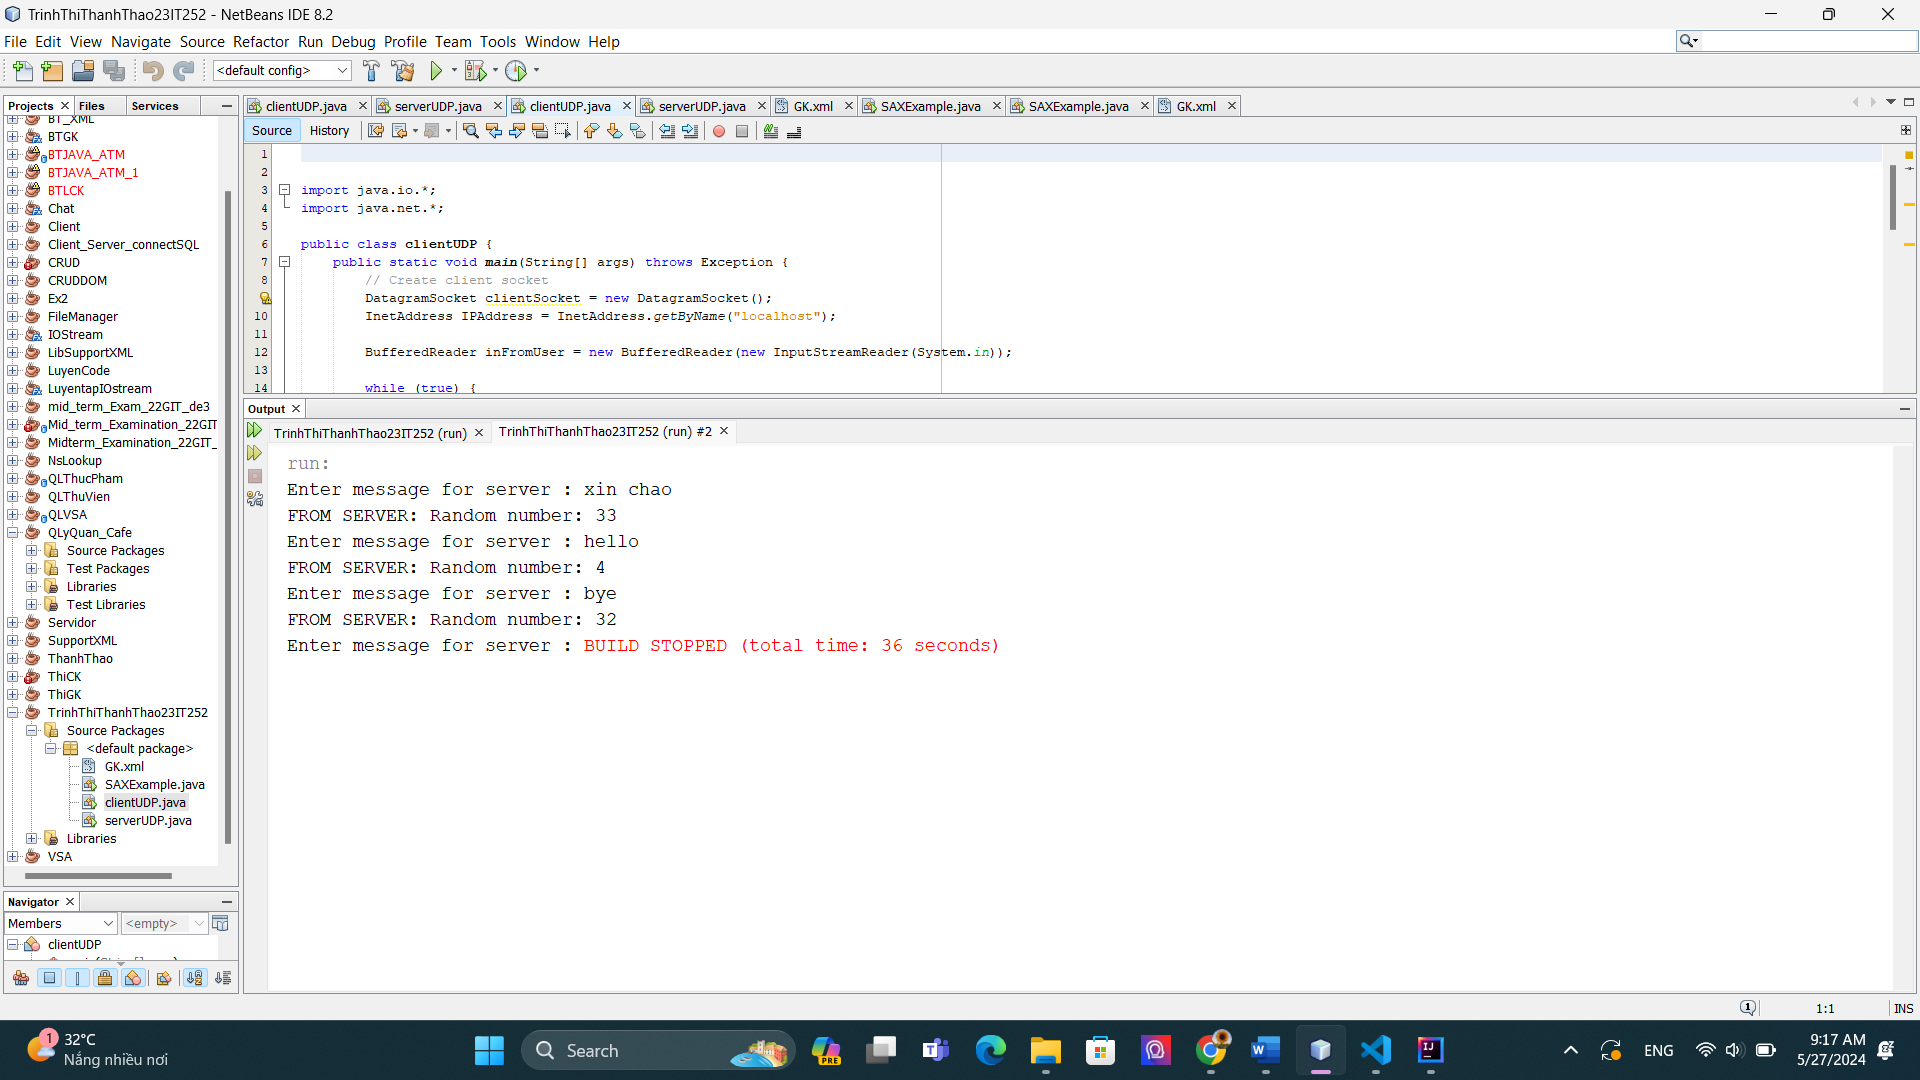 TrinhThiThanhThao23IT252 - NetBeans IDE 8.2
File Edit View Navigate Source Refactor Run Debug Profile Team Tools Window Help
<default config>
Projects Files Services
BT_XML
BTGK
BTJAVA_ATM
BTJAVA_ATM_1
BTLCK
Chat
Client
Client_Server_connectSQL
CRUD
CRUDDOM
Ex2
FileManager
IOStream
LibSupportXML
LuyenCode
LuyentapIOstream
mid_term_Exam_22GIT_de3
Mid_term_Examination_22GIT
Midterm_Examination_22GIT_
NsLookup
QLThucPham
QLThuVien
QLVSA
QLyQuan_Cafe
Source Packages
Test Packages
Libraries
Test Libraries
Servidor
SupportXML
ThanhThao
ThiCK
ThiGK
TrinhThiThanhThao23IT252
Source Packages
<default package>
GK.xml
SAXExample.java
clientUDP.java
serverUDP.java
Libraries
VSA
Navigator
Members <empty>
clientUDP
clientUDP.java serverUDP.java clientUDP.java serverUDP.java GK.xml SAXExample.java SAXExample.java GK.xml
Source History
1
2
3 import java.io.*;
4 import java.net.*;
5
6 public class clientUDP {
7 public static void main(String[] args) throws Exception {
8 // Create client socket
DatagramSocket clientSocket = new DatagramSocket();
10 InetAddress IPAddress = InetAddress.getByName("localhost");
11
12 BufferedReader inFromUser = new BufferedReader(new InputStreamReader(System.in));
13
14 while (true) {
Output
TrinhThiThanhThao23IT252 (run) TrinhThiThanhThao23IT252 (run) #2
run:
Enter message for server : xin chao
FROM SERVER: Random number: 33
Enter message for server : hello
FROM SERVER: Random number: 4
Enter message for server : bye
FROM SERVER: Random number: 32
Enter message for server : BUILD STOPPED (total time: 36 seconds)
1 1:1 INS
1 32°C
Nắng nhiều nơi
Search
PRE
ENG
9:17 AM
5/27/2024